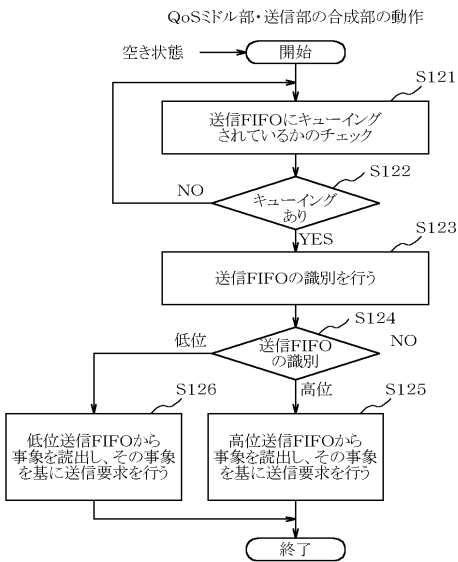 QoSミドル部・送信部の合成部の動作
空き状態
開始
S121
送信FIFOにキューイング
されているかのチェック
S122
NO
キューイング
あり
YES
S123
送信FIFOの識別を行う
S124
低位
送信FIFO
の識別
NO
高位
S126
S125
低位送信FIFOから
事象を読出し、その事象
を基に送信要求を行う
高位送信FIFOから
事象を読出し、その事象
を基に送信要求を行う
終了